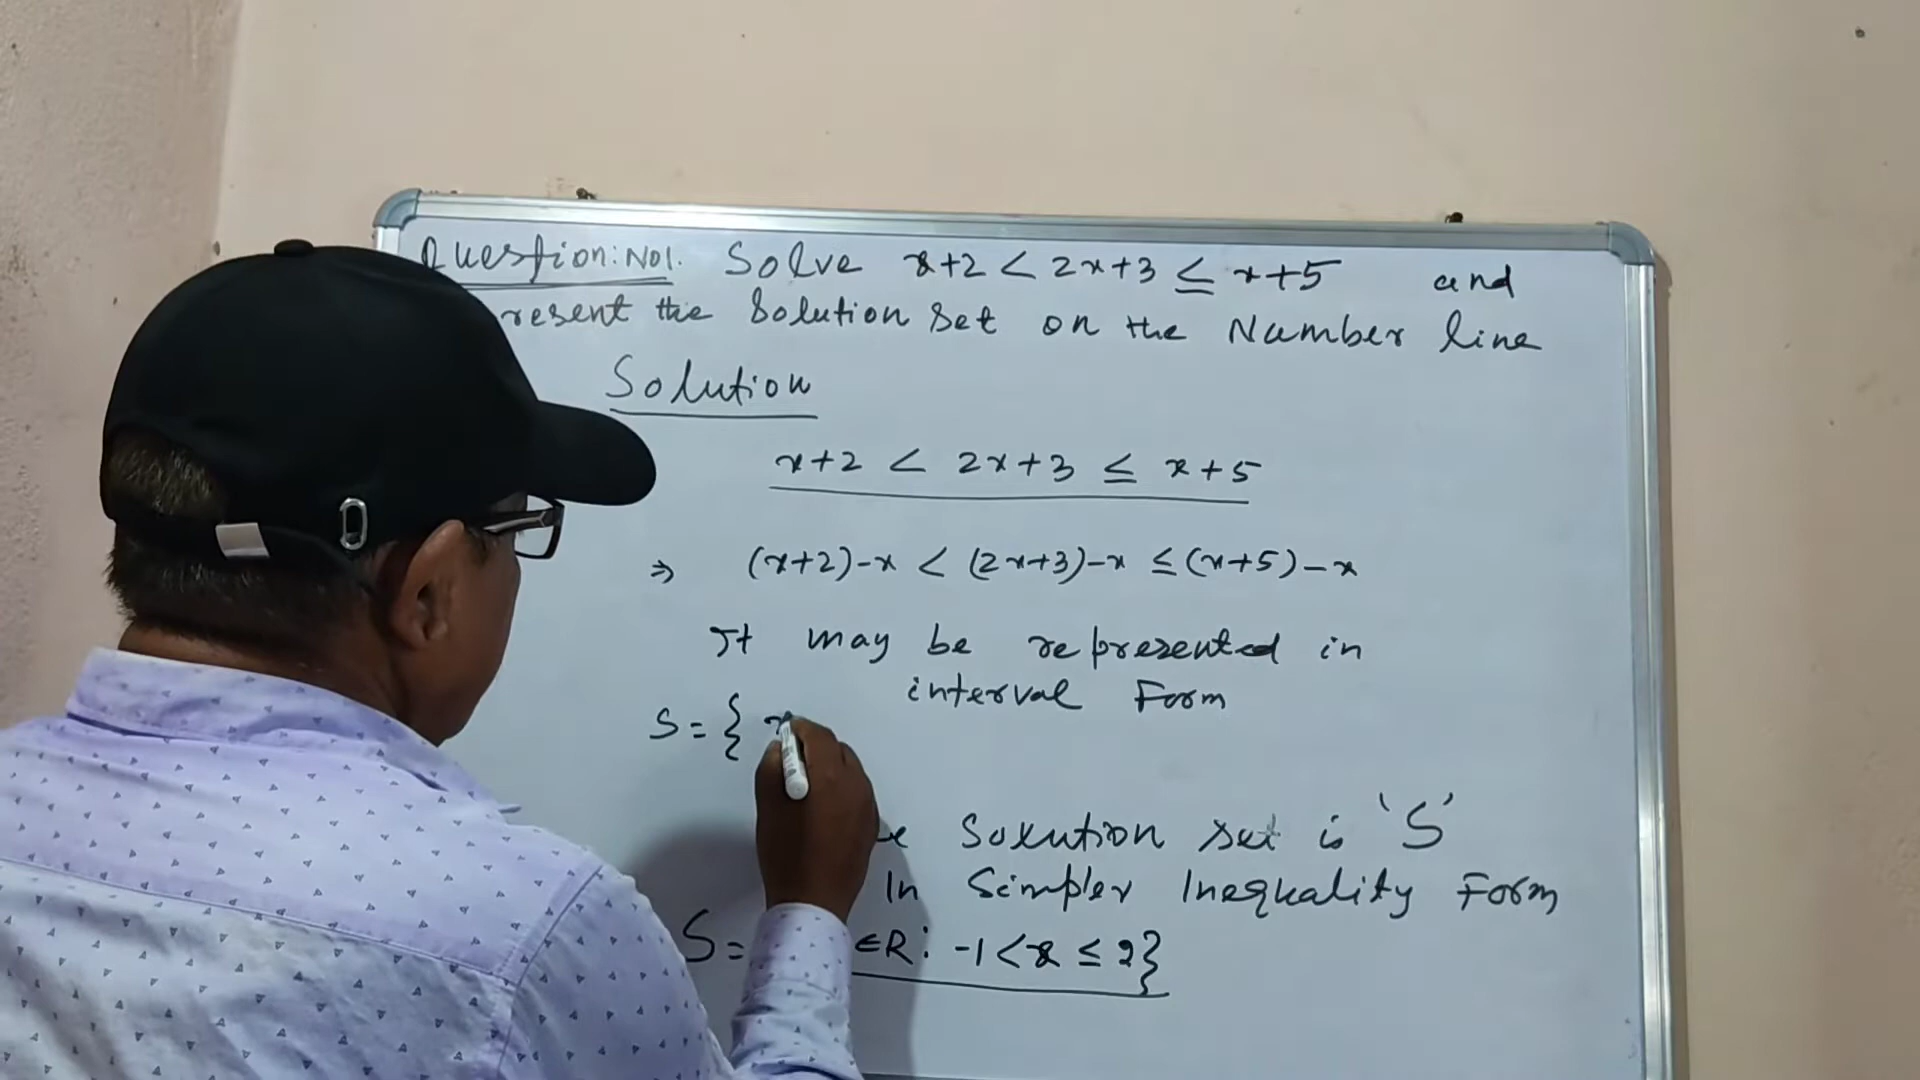 Question: No1. Solve x+2 < 2x+3 ≤ x+5 and
resent the Solution set on the Number line
Solution
x+2 < 2x+3 ≤ x+5
⇒ (x+2)-x < (2x+3)-x ≤ (x+5)-x
It may be represented in
interval Form
S = { x
e Solution set is 'S'
In Simpler Inequality Form
S = ∈R: -1 < x ≤ 2}